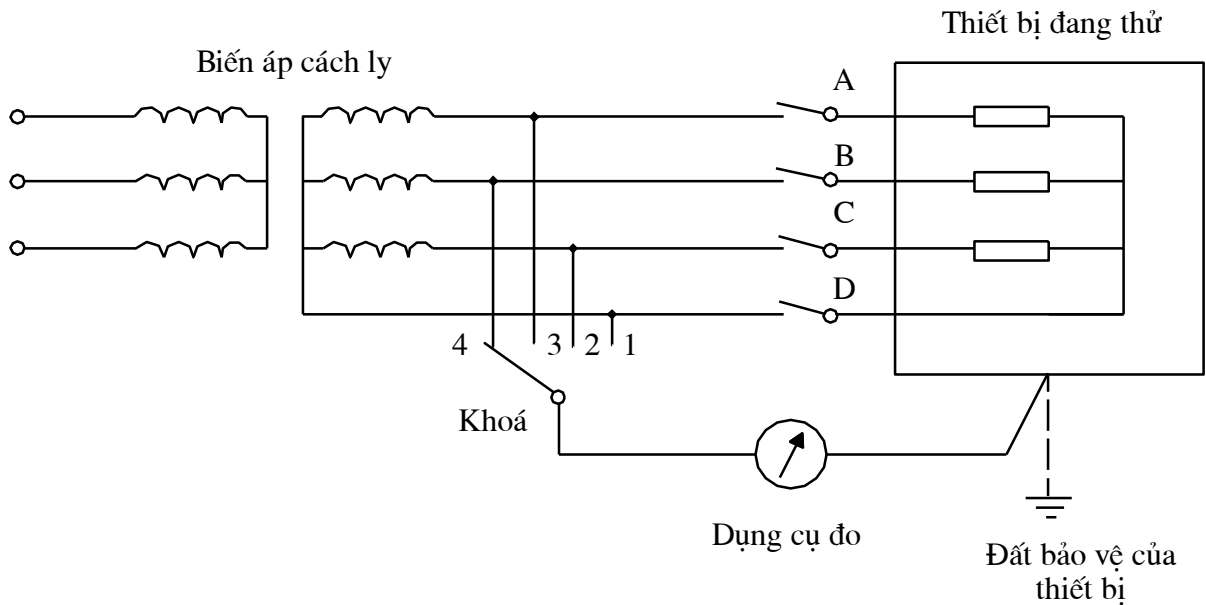 Thiết bị đang thử
Biến áp cách ly
A
B
C
D
4 3 2 1
Khoá
Dụng cụ đo
Đất bảo vệ của
thiết bị